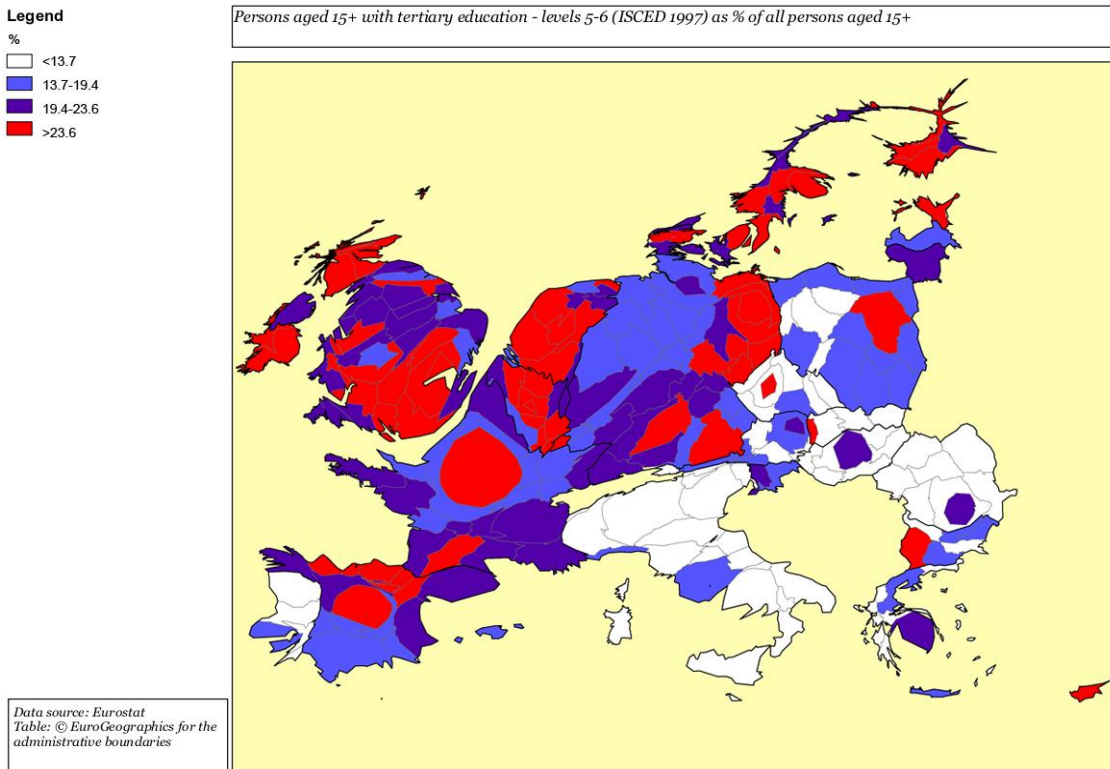 Legend
%
<13.7
13.7-19.4
19.4-23.6
>23.6
Persons aged 15+ with tertiary education - levels 5-6 (ISCED 1997) as % of all persons aged 15+
Data source: Eurostat
Table: © EuroGeographics for the
administrative boundaries